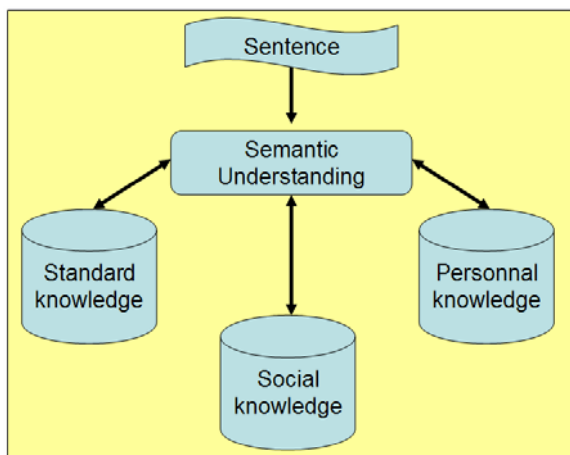 Sentence
Semantic
Understanding
Standard
knowledge
Personnal
knowledge
Social
knowledge